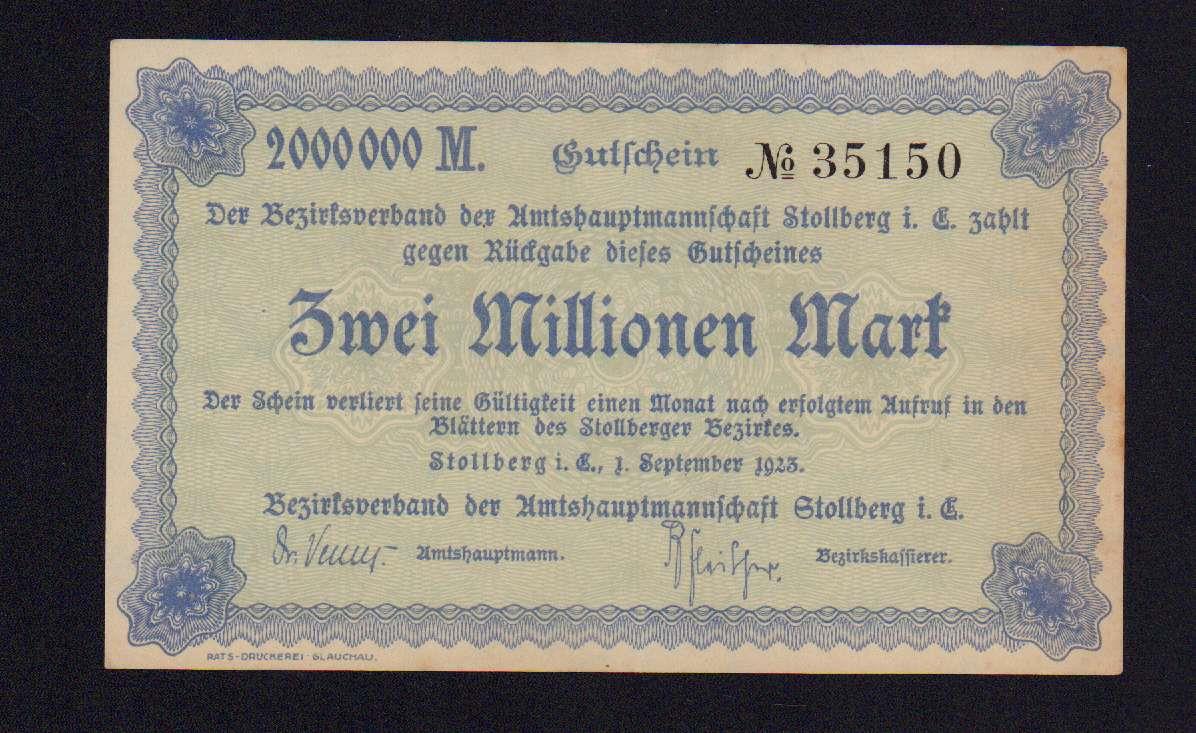 2000000 M. Gutschein № 35150
Der Bezirksverband der Amtshauptmannschaft Stollberg i. E. zahlt
gegen Rückgabe dieses Gutscheines
Zwei Millionen Mark
Der Schein verliert seine Gültigkeit einen Monat nach erfolgtem Aufruf in den
Blättern des Stollberger Bezirkes.
Stollberg i. E., 1. September 1923.
Bezirksverband der Amtshauptmannschaft Stollberg i. E.
Dr. Amtshauptmann. Bezirkskassierer.
RATS-DRUCKEREI GLAUCHAU.